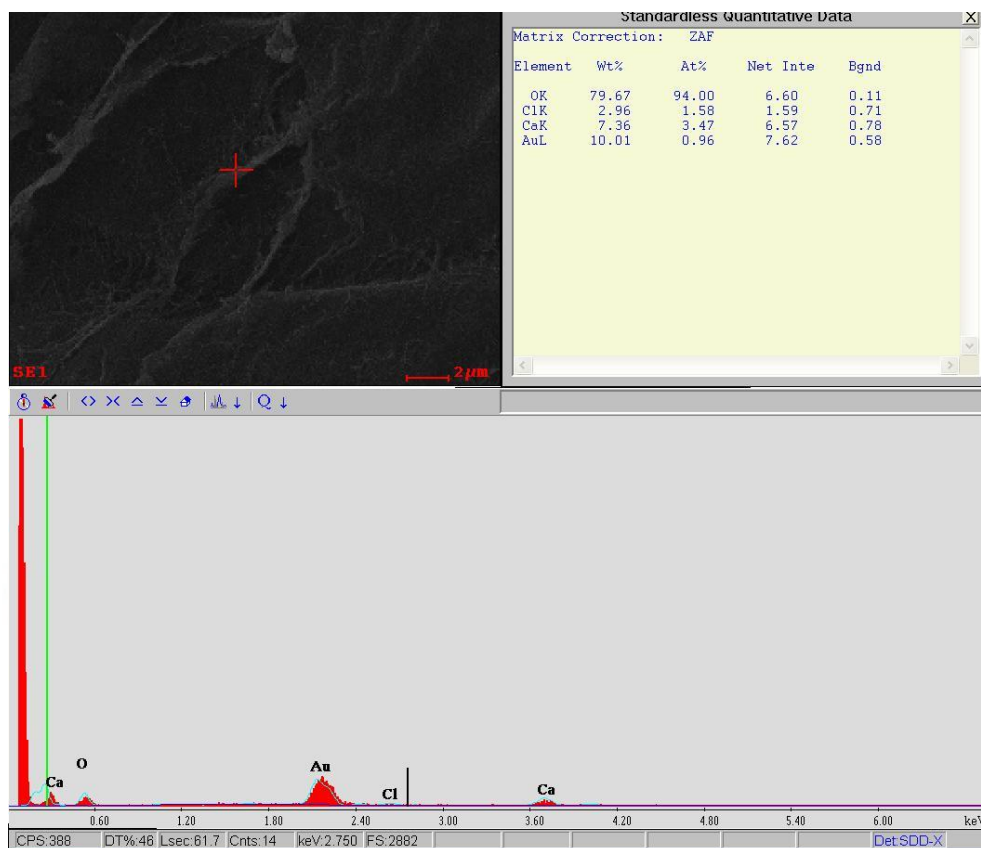 Standardless Quantitative Data X
Matrix Correction: ZAF
Element Wt% At% Net Inte Bgnd
OK 79.67 94.00 6.60 0.11
ClK 2.96 1.58 1.59 0.71
CaK 7.36 3.47 6.57 0.78
AuL 10.01 0.96 7.62 0.58
SE1 2μm
Q
Ca O Au Cl Ca
0.60 1.20 1.80 2.40 3.00 3.60 4.20 4.80 5.40 6.00 keV
CPS:388 DT%:46 Lsec:61.7 Cnts:14 keV:2.750 FS:2882 Det:SDD-X